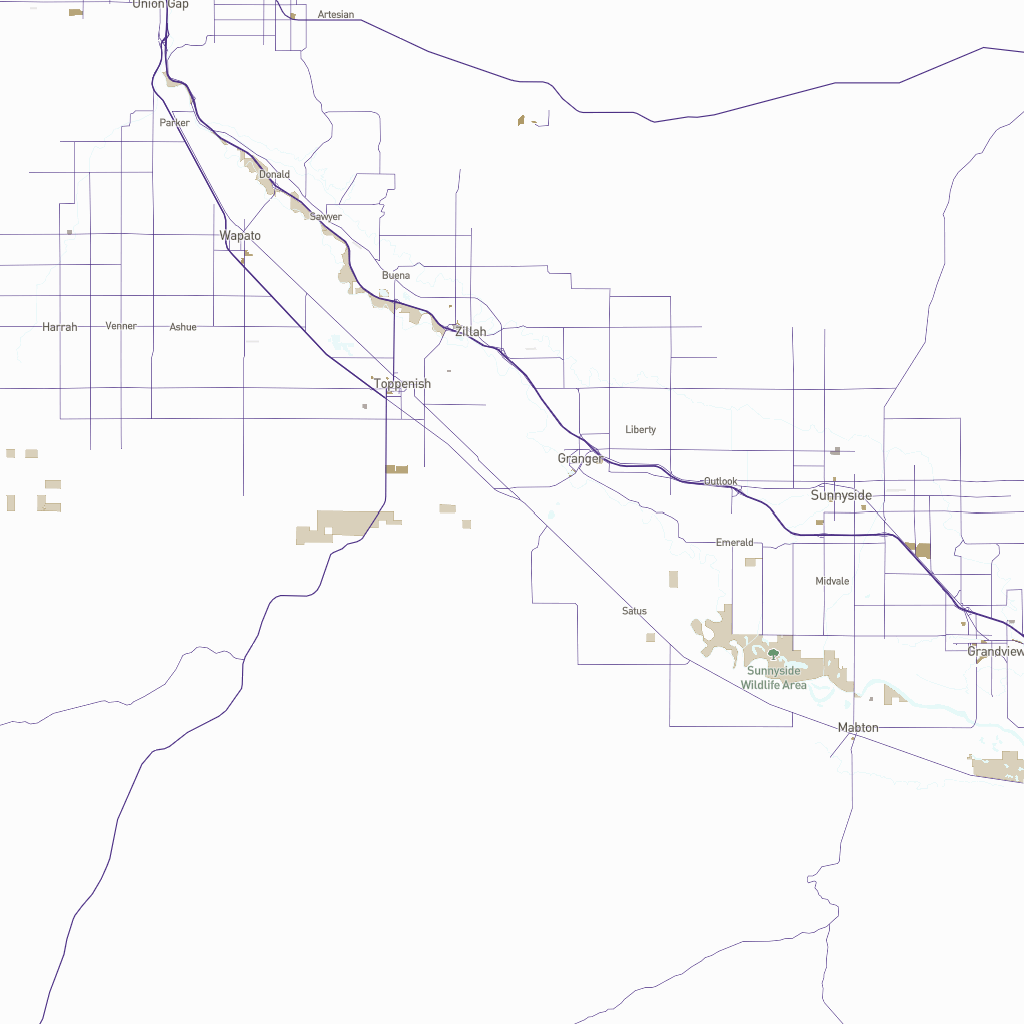 Union Gap
Artesian
Parker
Donald
Sawyer
Wapato
Buena
Harrah
Venner
Ashue
Zillah
Toppenish
Liberty
Granger
Outlook
Sunnyside
Emerald
Midvale
Satus
Grandview
Sunnyside
Wildlife Area
Mabton